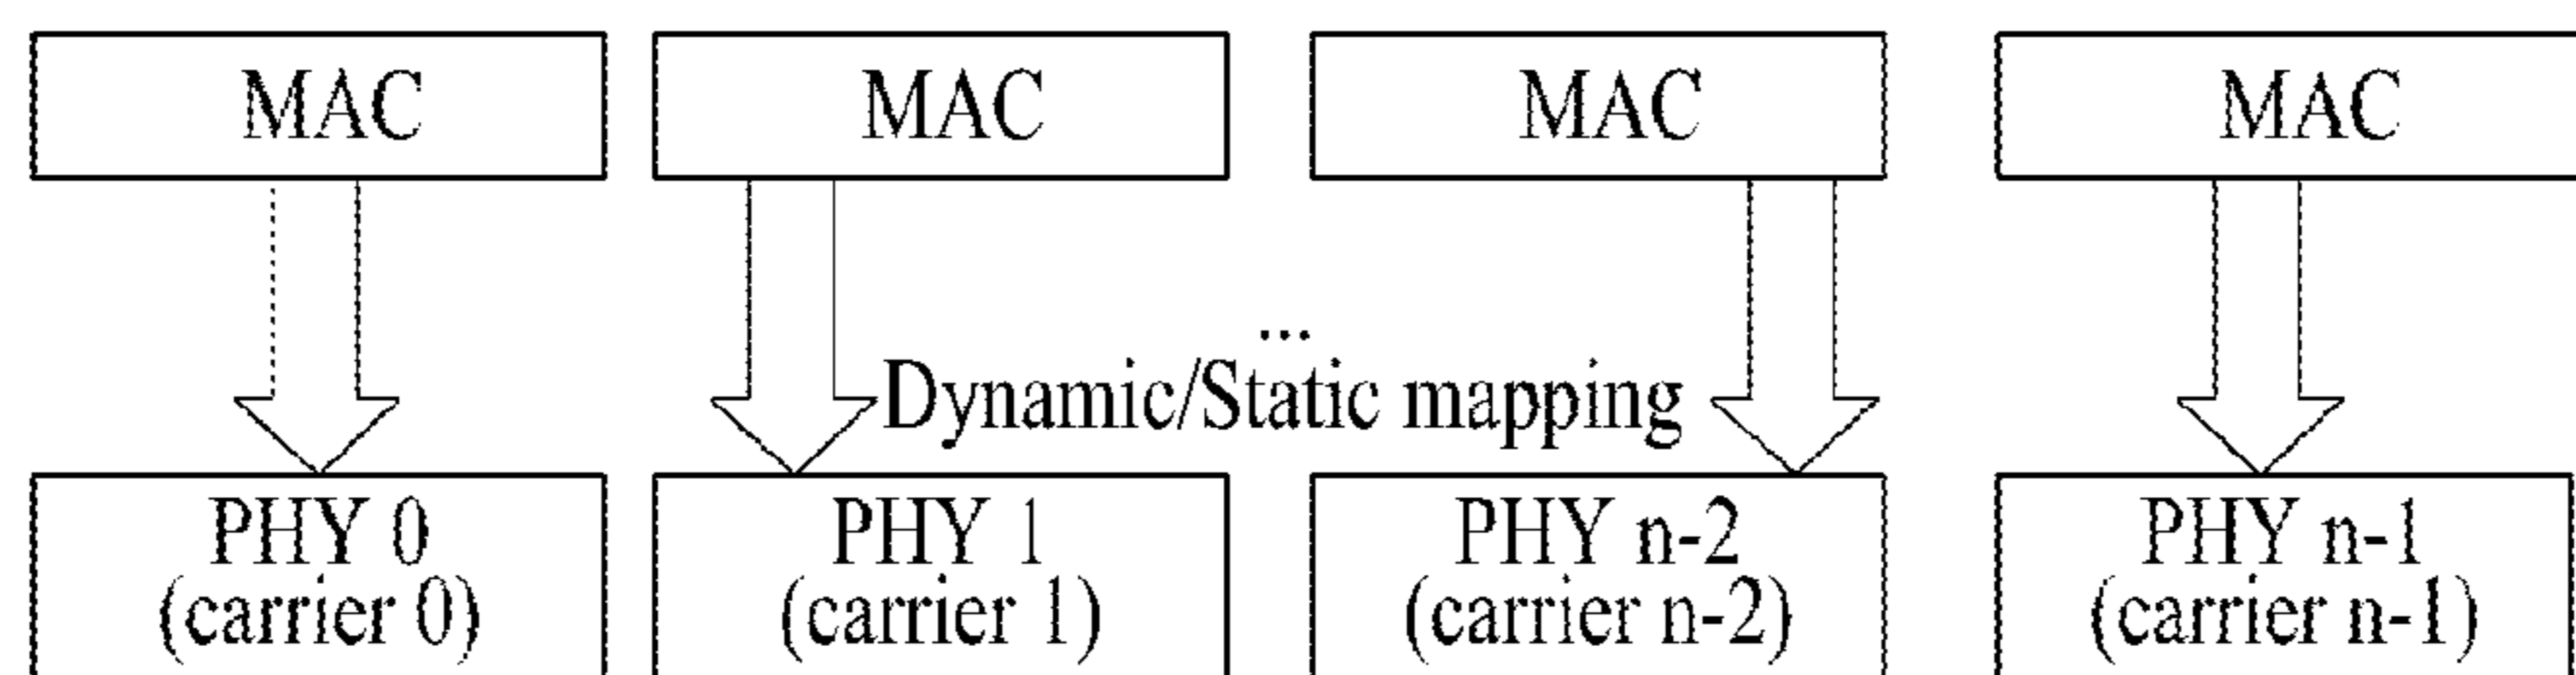 MAC MAC MAC MAC
...
Dynamic/Static mapping
PHY 0 PHY 1 PHY n-2 PHY n-1
(carrier 0) (carrier 1) (carrier n-2) (carrier n-1)